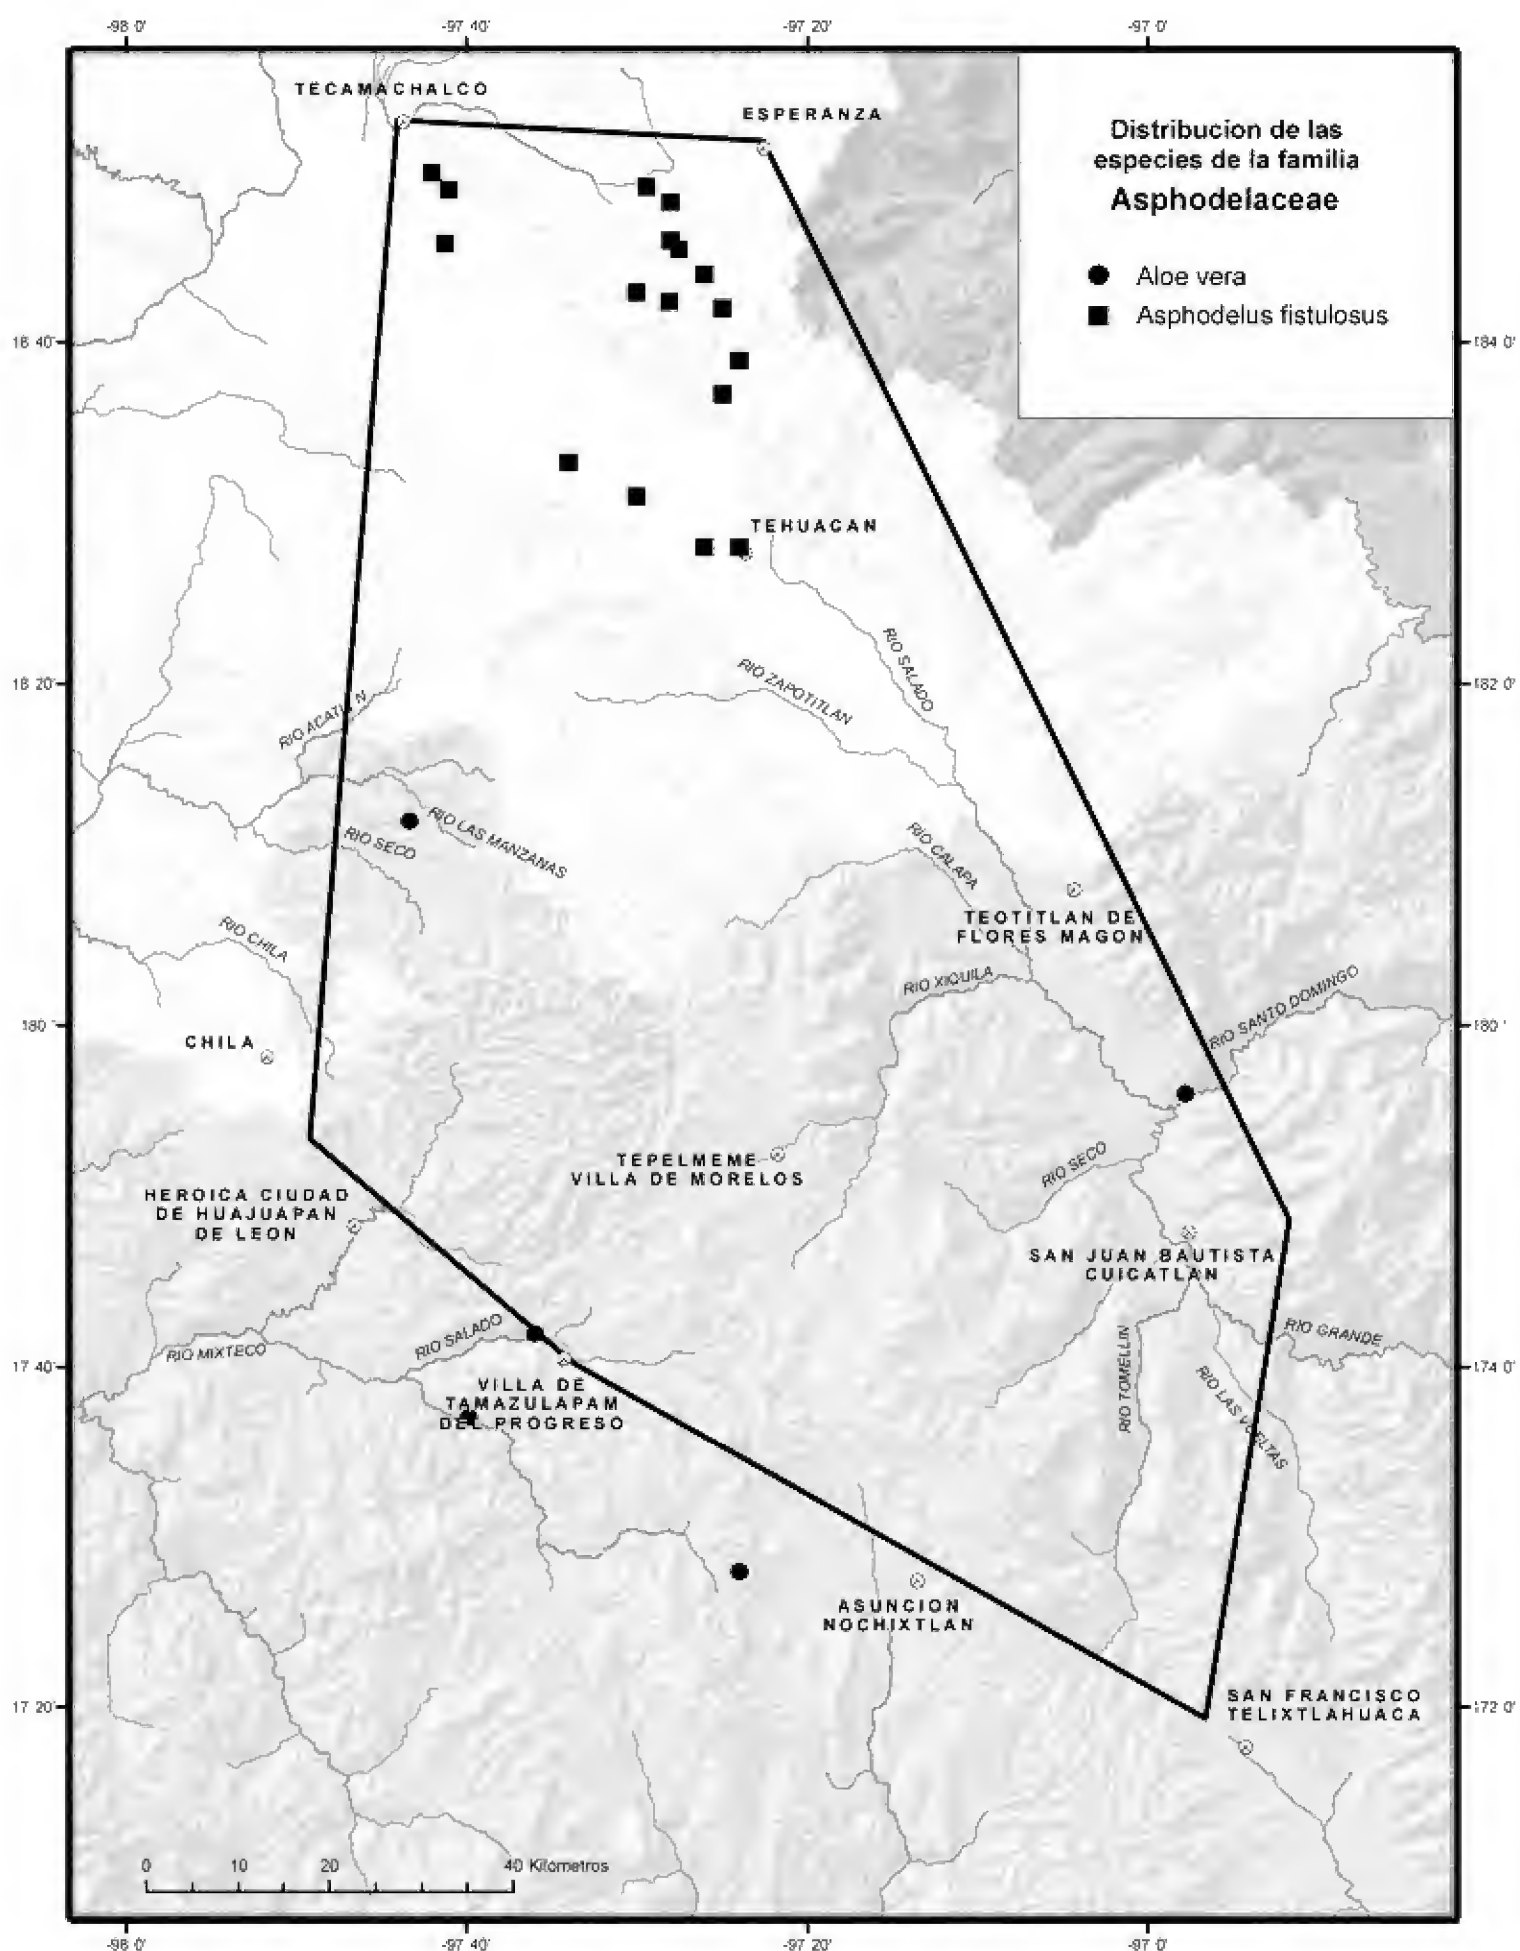 -98 0'
-97 40'
-97 20'
-97 0'
TECAMACHALCO
ESPERANZA
Distribucion de las
especies de la familia
Asphodelaceae
Aloe vera
Asphodelus fistulosus
18 40'
184 0'
TEHUACAN
RIO SALADO
RIO ZAPOTITLAN
18 20'
182 0'
RIO ACATL N
RIO LAS MANZANAS
RIO SECO
RIO CALAPA
TEOTITLAN DE
FLORES MAGON
RIO CHILA
RIO XIQUILA
RIO SANTO DOMINGO
180 '
180 '
CHILA
TEPELMEME
VILLA DE MORELOS
RIO SECO
HEROICA CIUDAD
DE HUAJUAPAN
DE LEON
SAN JUAN BAUTISTA
CUICATLAN
RIO SALADO
RIO MIXTECO
RIO GRANDE
RIO TOMELLIN
RIO LAS VUELTAS
17 40'
174 0'
VILLA DE
TAMAZULAPAM
DEL PROGRESO
ASUNCION
NOCHIXTLAN
17 20'
172 0'
SAN FRANCISCO
TELIXTLAHUACA
0 10 20 40 Kilometros
-98 0'
-97 40'
-97 20'
-97 0'